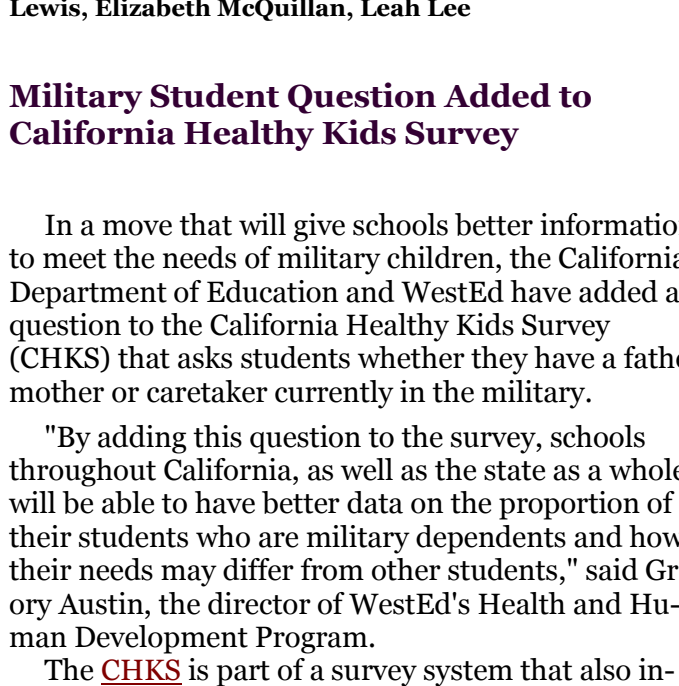 Lewis, Elizabeth McQuillan, Leah Lee
Military Student Question Added to
California Healthy Kids Survey
In a move that will give schools better informatio
to meet the needs of military children, the California
Department of Education and WestEd have added a
question to the California Healthy Kids Survey
(CHKS) that asks students whether they have a fathe
mother or caretaker currently in the military.
"By adding this question to the survey, schools
throughout California, as well as the state as a whole
will be able to have better data on the proportion of
their students who are military dependents and how
their needs may differ from other students," said Gr
ory Austin, the director of WestEd's Health and Hu-
man Development Program.
The CHKS is part of a survey system that also in-